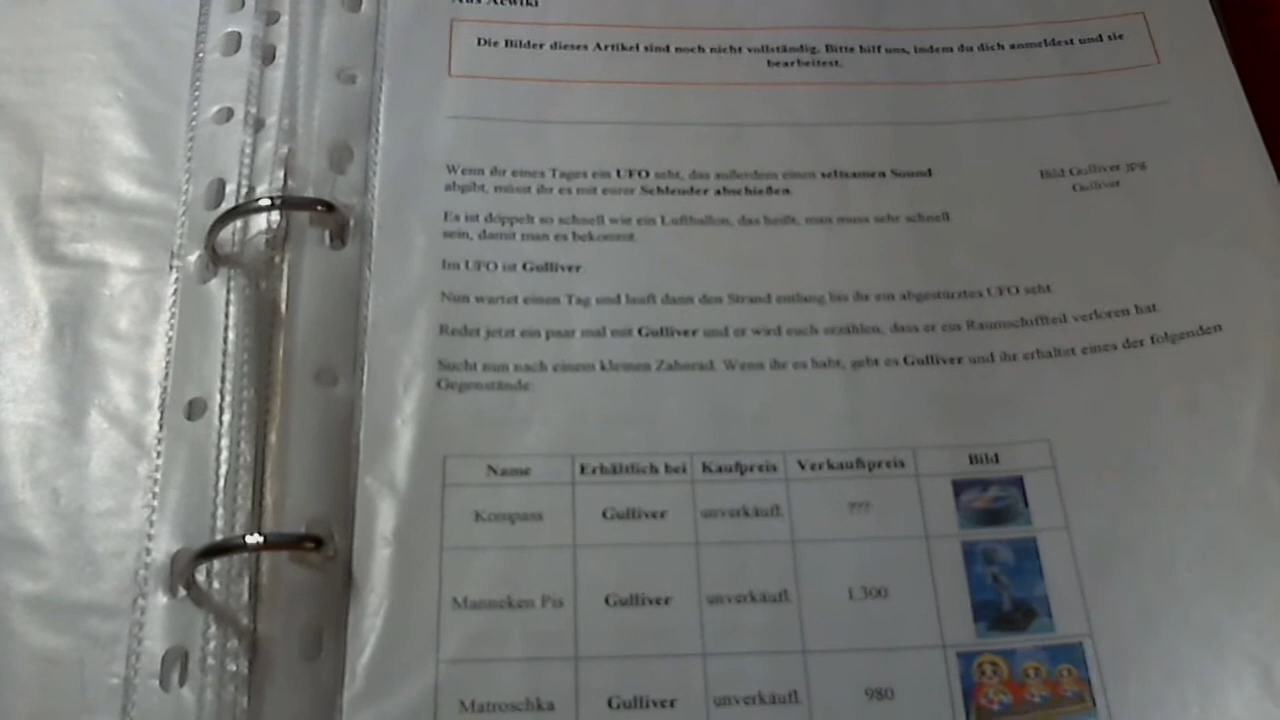 Aus Acwiki
Die Bilder dieses Artikel sind noch nicht vollständig. Bitte hilf uns, indem du dich anmeldest und sie
bearbeitest.
Wenn ihr eines Tages ein UFO seht, das außerdem einen seltsamen Sound
abgibt, müsst ihr es mit eurer Schleuder abschießen.
Bild:Gulliver.jpg
Gulliver
Es ist doppelt so schnell wie ein Luftballon, das heißt, man muss sehr schnell
sein, damit man es bekommt.
Im UFO ist Gulliver.
Nun wartet einen Tag und lauft dann den Strand entlang bis ihr ein abgestürztes UFO seht.
Redet jetzt ein paar mal mit Gulliver und er wird euch erzählen, dass er ein Raumschiffteil verloren hat.
Sucht nun nach einem kleinen Zahnrad. Wenn ihr es habt, gebt es Gulliver und ihr erhaltet eines der folgenden
Gegenstände:
Name Erhältlich bei Kaufpreis Verkaufspreis Bild
Kompass Gulliver unverkäufl. ???
Manneken Pis Gulliver unverkäufl. 1.300
Matroschka Gulliver unverkäufl. 980